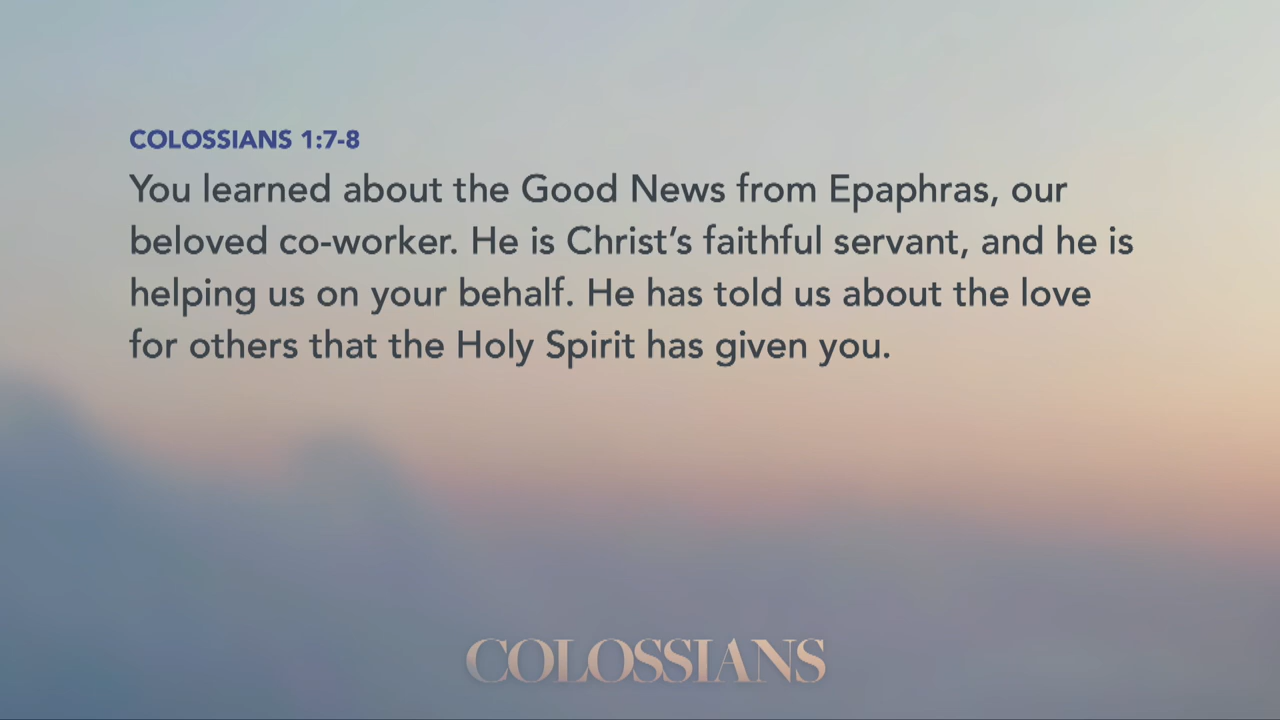 COLOSSIANS 1:7-8
You learned about the Good News from Epaphras, our
beloved co-worker. He is Christ’s faithful servant, and he is
helping us on your behalf. He has told us about the love
for others that the Holy Spirit has given you.
COLOSSIANS